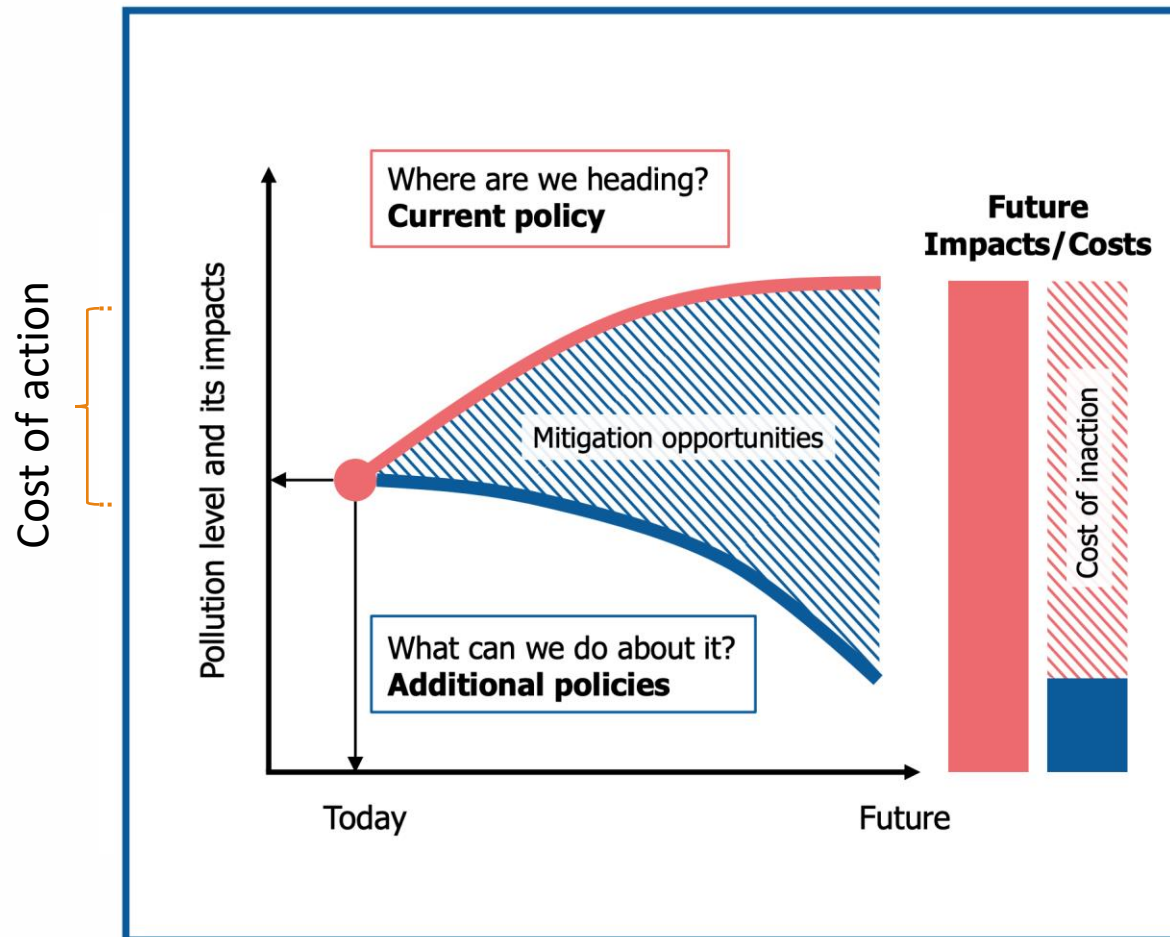 Cost of action
Pollution level and its impacts
Where are we heading?
Current policy
Mitigation opportunities
What can we do about it?
Additional policies
Today
Future
Future
Impacts/Costs
Cost of inaction